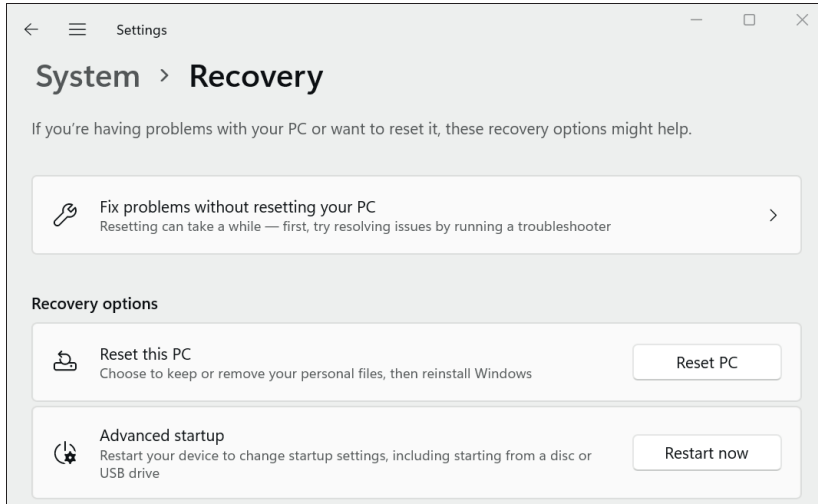 Settings
System > Recovery
If you're having problems with your PC or want to reset it, these recovery options might help.
Fix problems without resetting your PC
Resetting can take a while — first, try resolving issues by running a troubleshooter
Recovery options
Reset this PC
Choose to keep or remove your personal files, then reinstall Windows
Reset PC
Advanced startup
Restart your device to change startup settings, including starting from a disc or
USB drive
Restart now